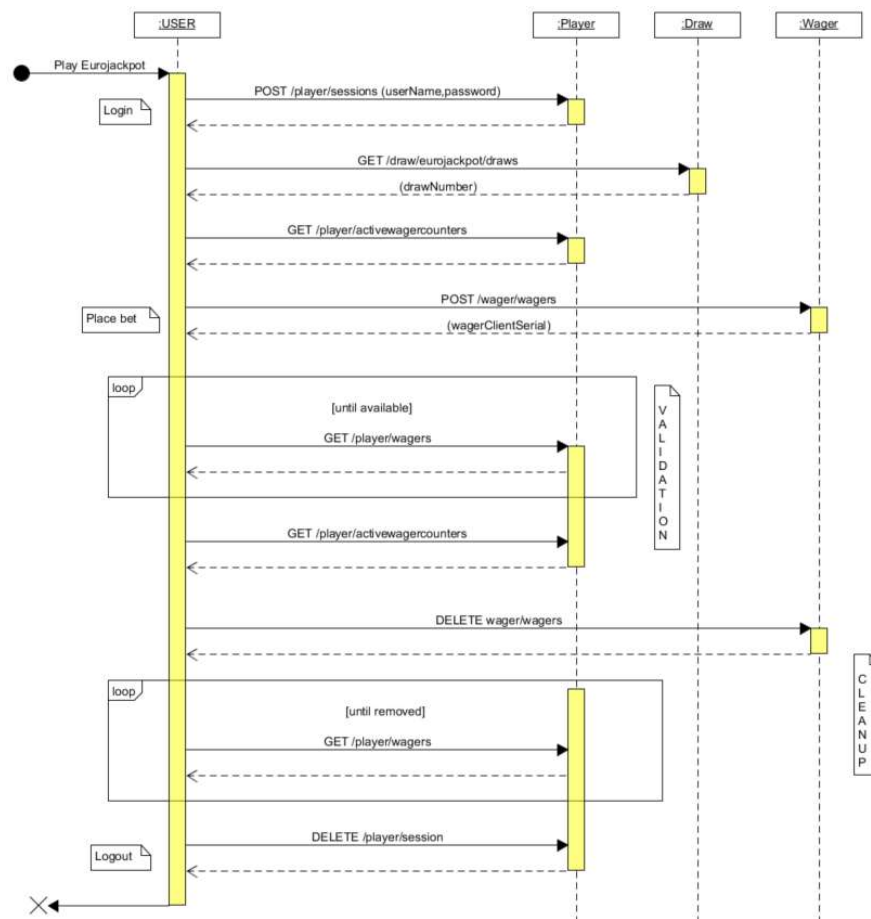 :USER
:Player
:Draw
:Wager
Play Eurojackpot
POST /player/sessions (userName,password)
Login
GET /draw/eurojackpot/draws
(drawNumber)
GET /player/activewagercounters
POST /wager/wagers
Place bet
(wagerClientSerial)
loop
[until available]
GET /player/wagers
VALIDATION
GET /player/activewagercounters
DELETE wager/wagers
CLEANUP
loop
[until removed]
GET /player/wagers
DELETE /player/session
Logout